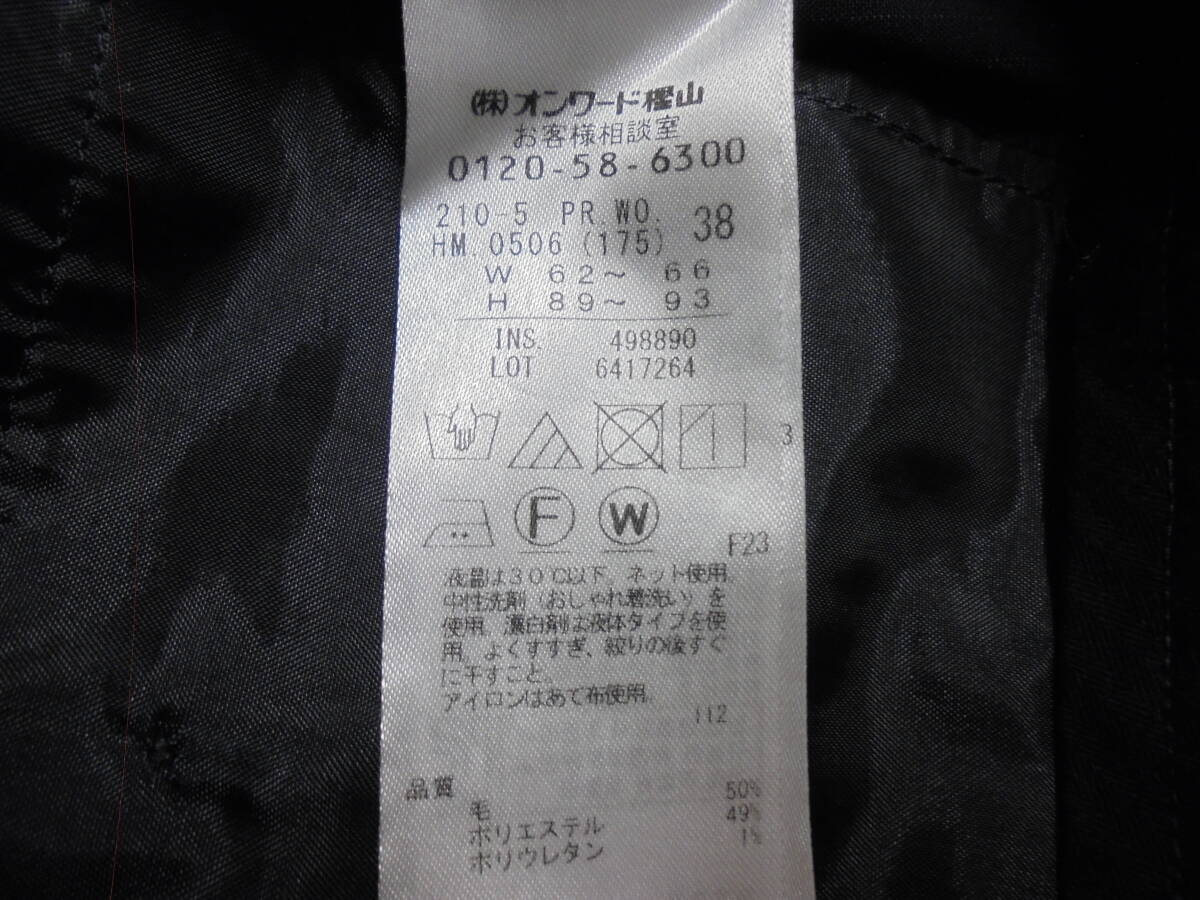 (株)オンワード樫山
お客様相談室
0120-58-6300
210-5 PR.WO. 38
HM 0506 (175)
W 62～ 66
H 89～ 93
INS. 498890
LOT 6417264
3
F W
F23
液温は30℃以下。ネット使用。
中性洗剤（おしゃれ着洗い）を
使用。漂白剤は液体タイプを使
用。よくすすぎ、絞りの後すぐ
に干すこと。
アイロンはあて布使用。
112
品質
毛 50%
ポリエステル 49%
ポリウレタン 1%